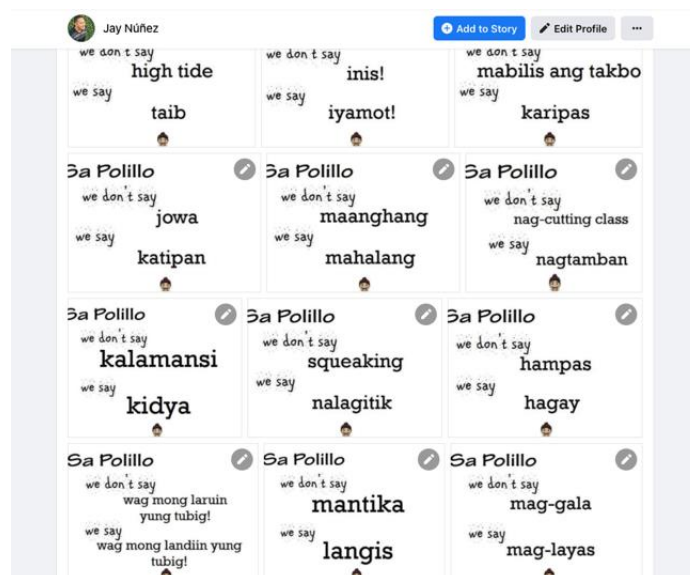 Jay Núñez
Add to Story
Edit Profile
we don't say
high tide
we say
taib
we don't say
inis!
we say
iyamot!
we don't say
mabilis ang takbo
we say
karipas
Sa Polillo
we don't say
jowa
we say
katipan
Sa Polillo
we don't say
maanghang
we say
mahalang
Sa Polillo
we don't say
nag-cutting class
we say
nagtamban
Sa Polillo
we don't say
kalamansi
we say
kidya
Sa Polillo
we don't say
squeaking
we say
nalagitik
Sa Polillo
we don't say
hampas
we say
hagay
Sa Polillo
we don't say
wag mong laruin
yung tubig!
we say
wag mong landiin yung
tubig!
Sa Polillo
we don't say
mantika
we say
langis
Sa Polillo
we don't say
mag-gala
we say
mag-layas